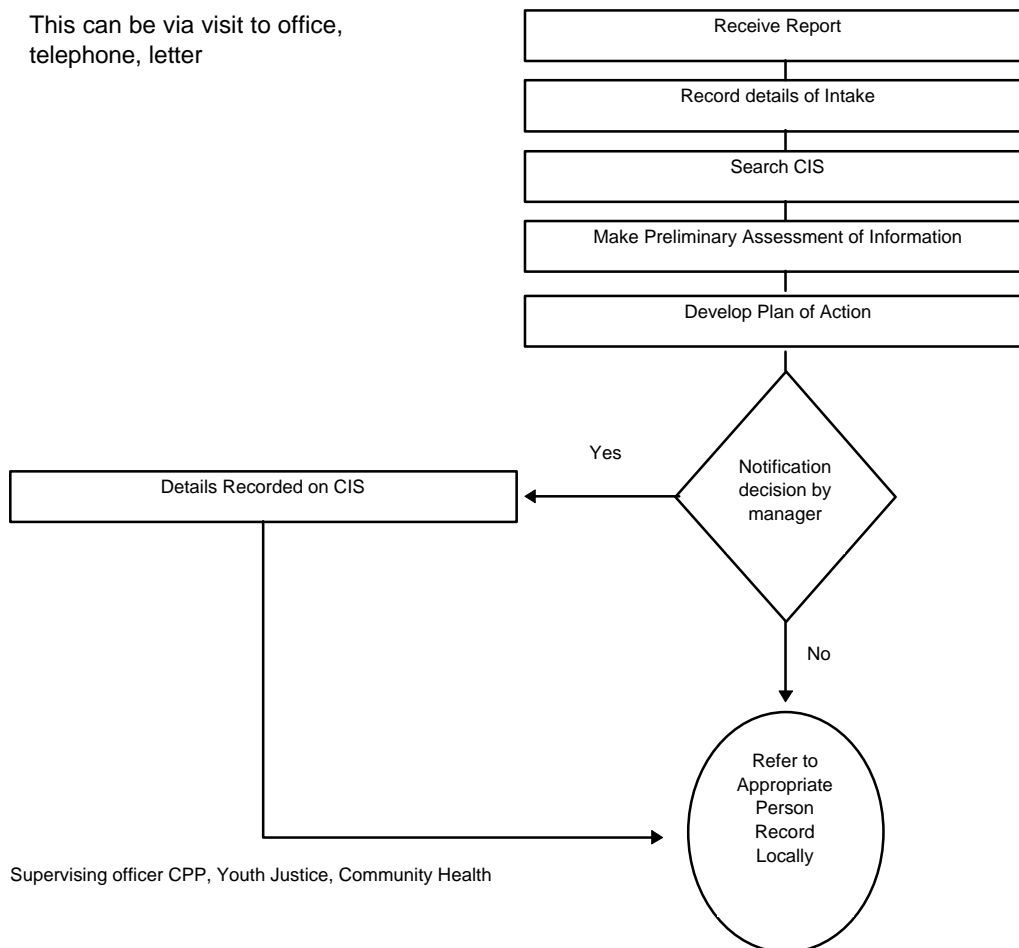 This can be via visit to office,
telephone, letter
Receive Report
Record details of Intake
Search CIS
Make Preliminary Assessment of Information
Develop Plan of Action
Yes
Notification
decision by
manager
Details Recorded on CIS
No
Refer to
Appropriate
Person
Record
Locally
Supervising officer CPP, Youth Justice, Community Health